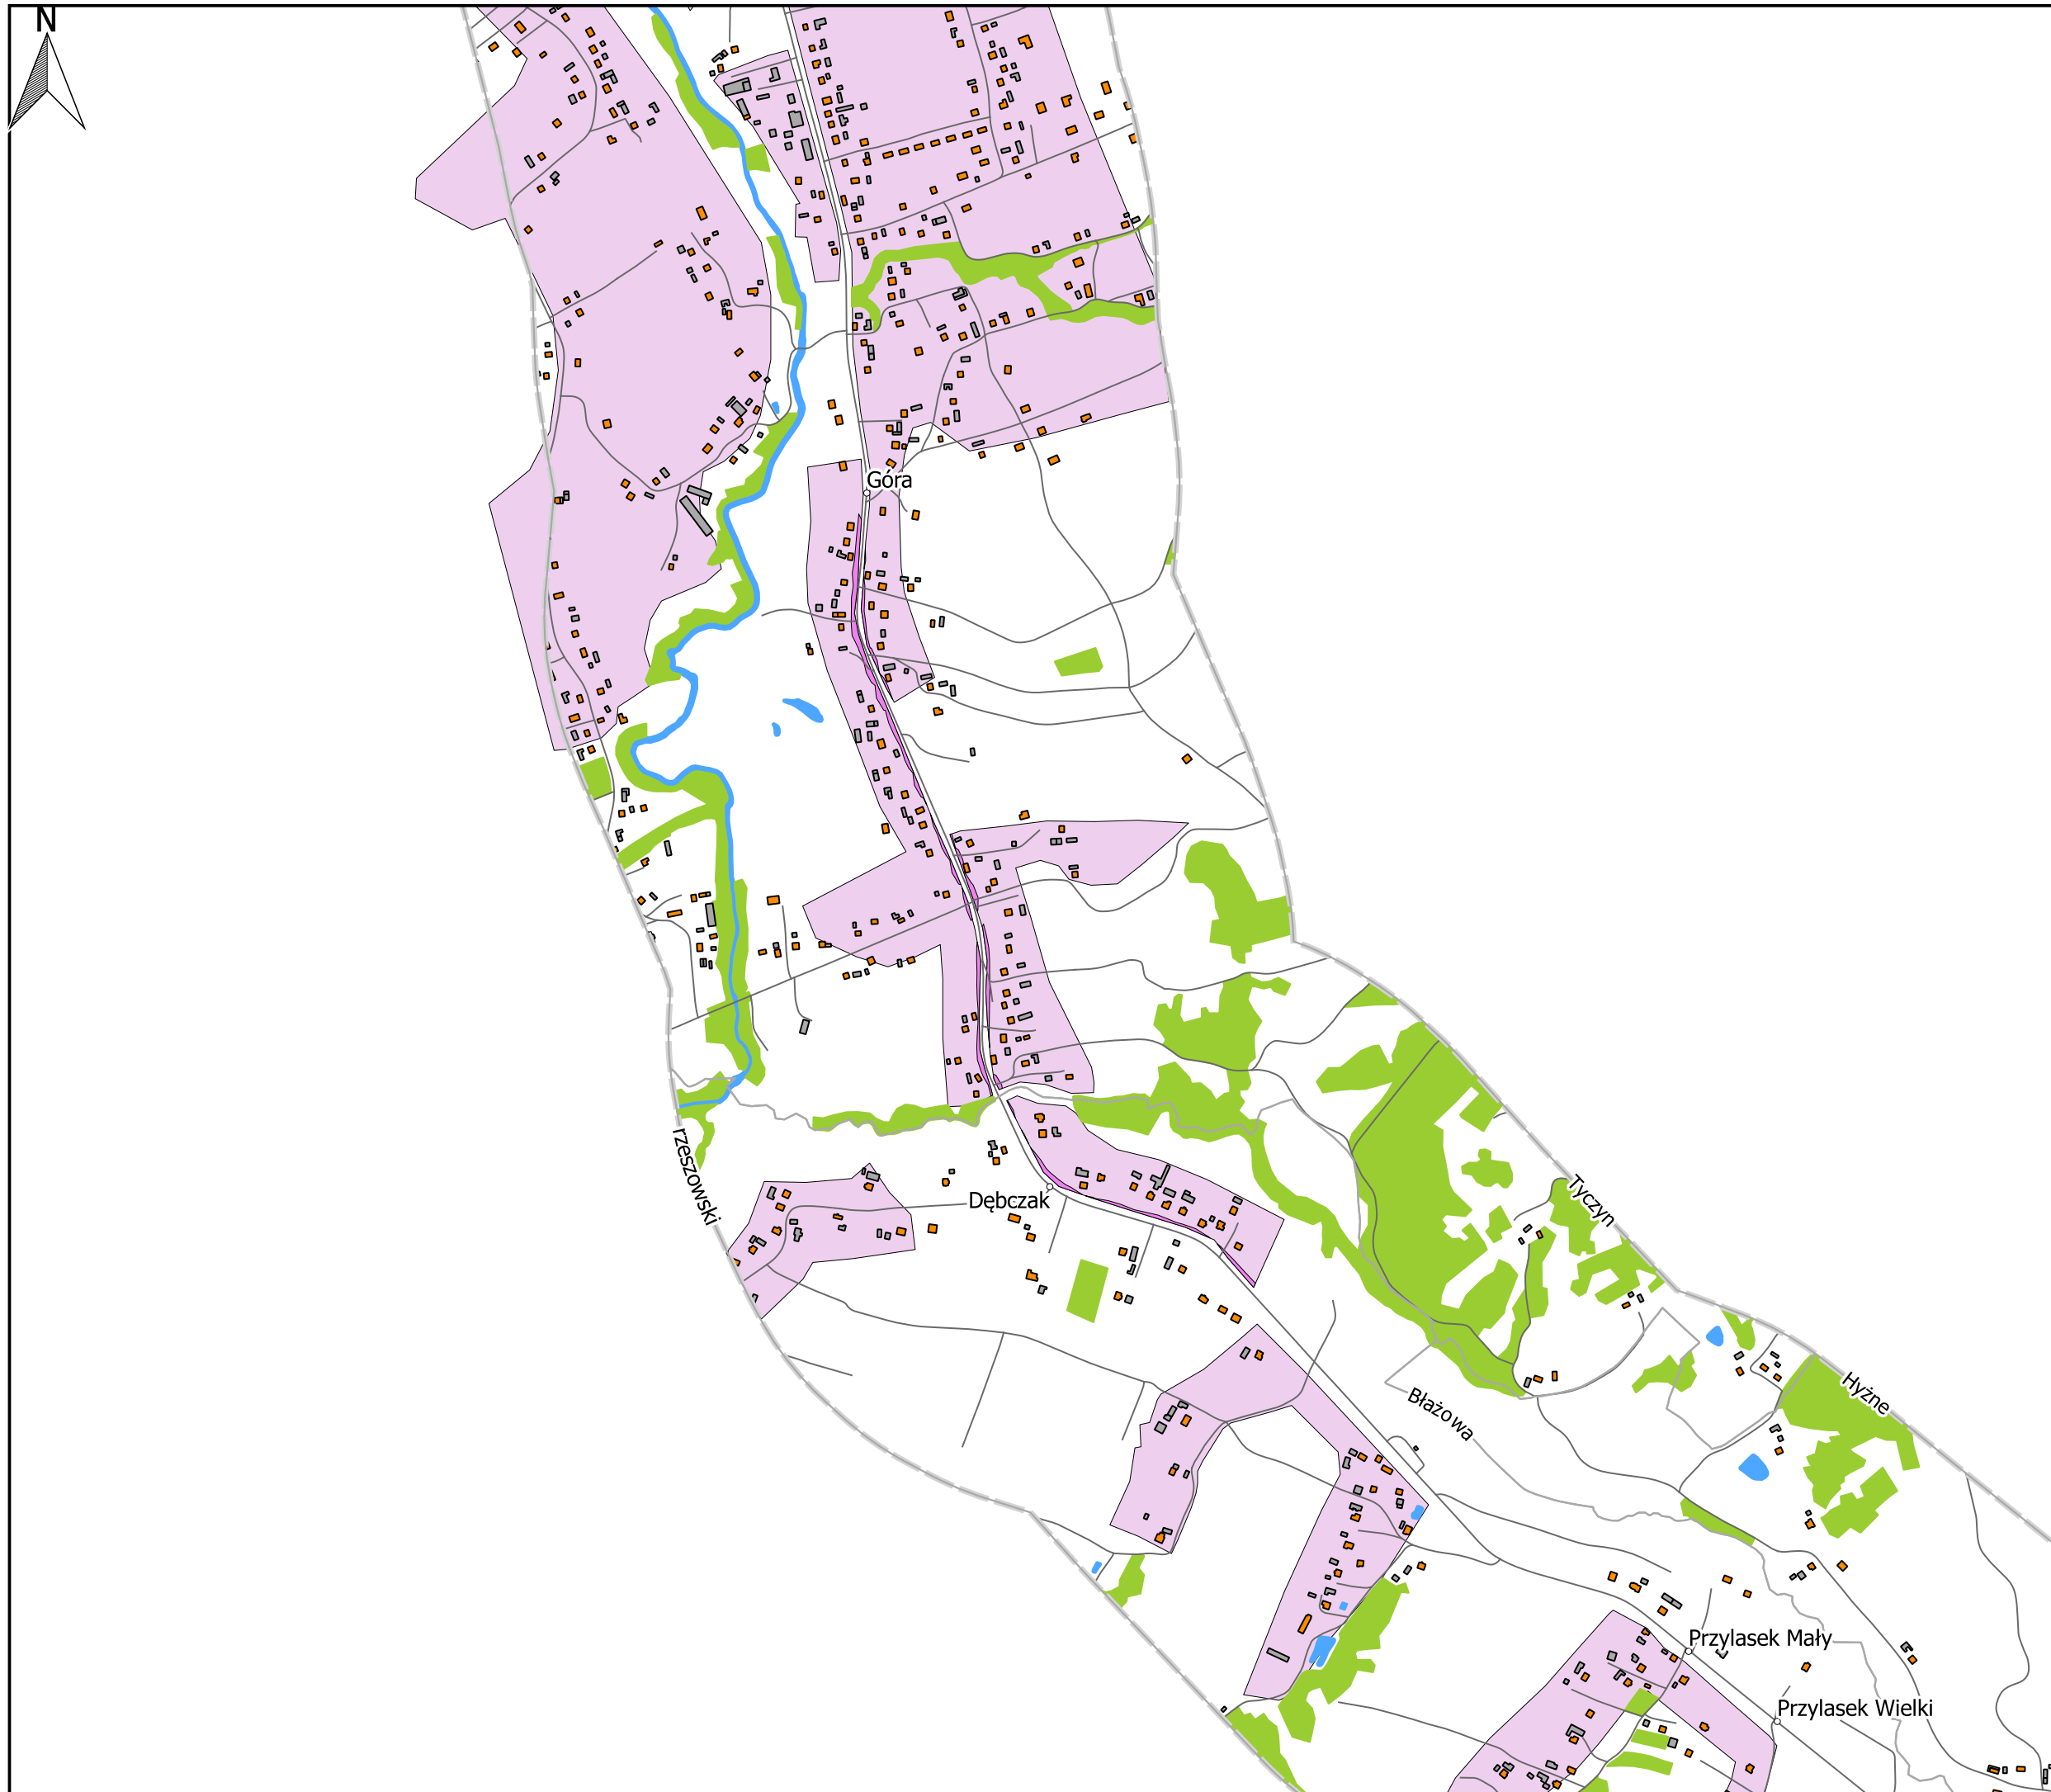 N
Góra
rzeszowski
Dębczak
Tyczyn
Hyżne
Błażowa
Przylasek Mały
Przylasek Wielki